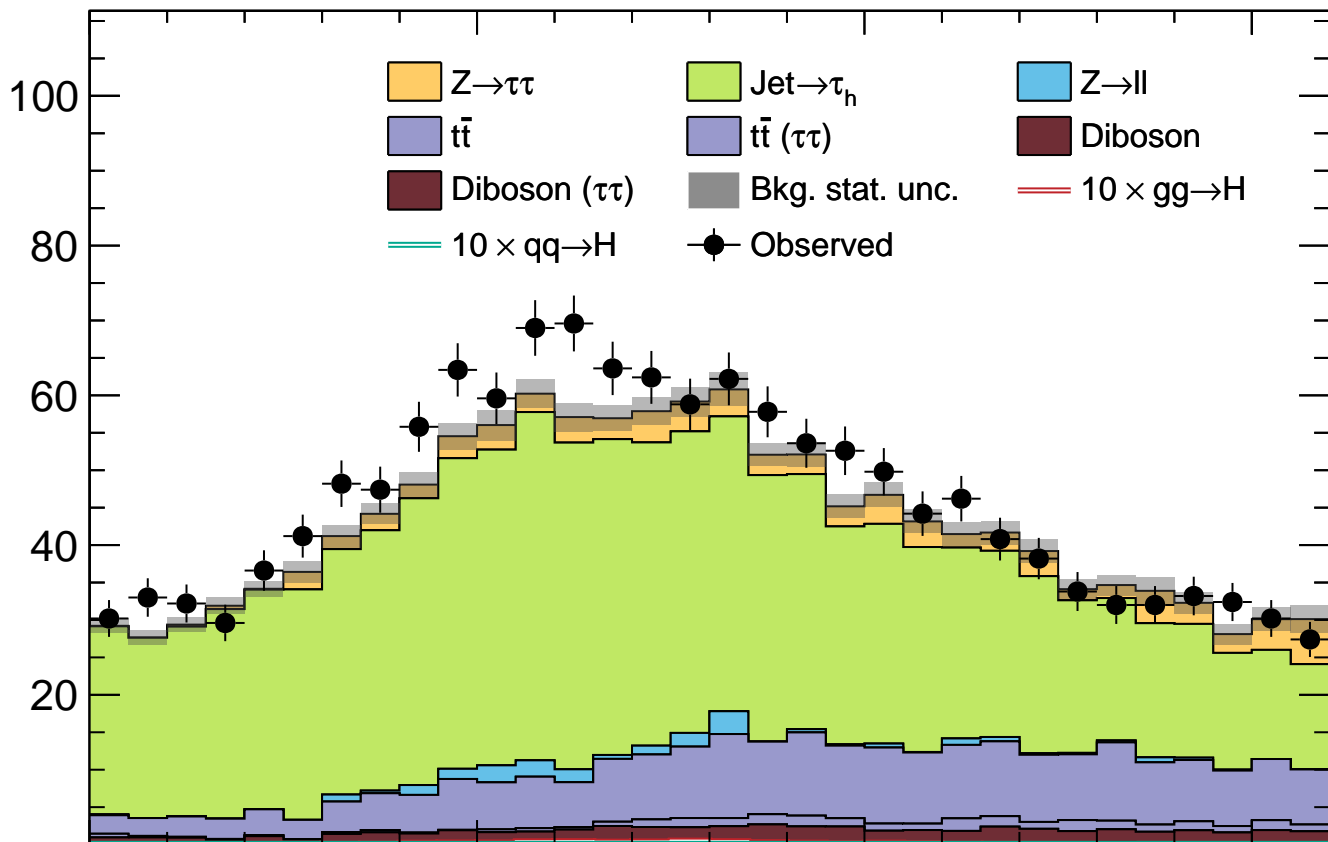 100
80
60
40
20
Z→ττ Jet→τh Z→ll
tt̄ tt̄ (ττ) Diboson
Diboson (ττ) Bkg. stat. unc. 10 × gg→H
10 × qq→H Observed